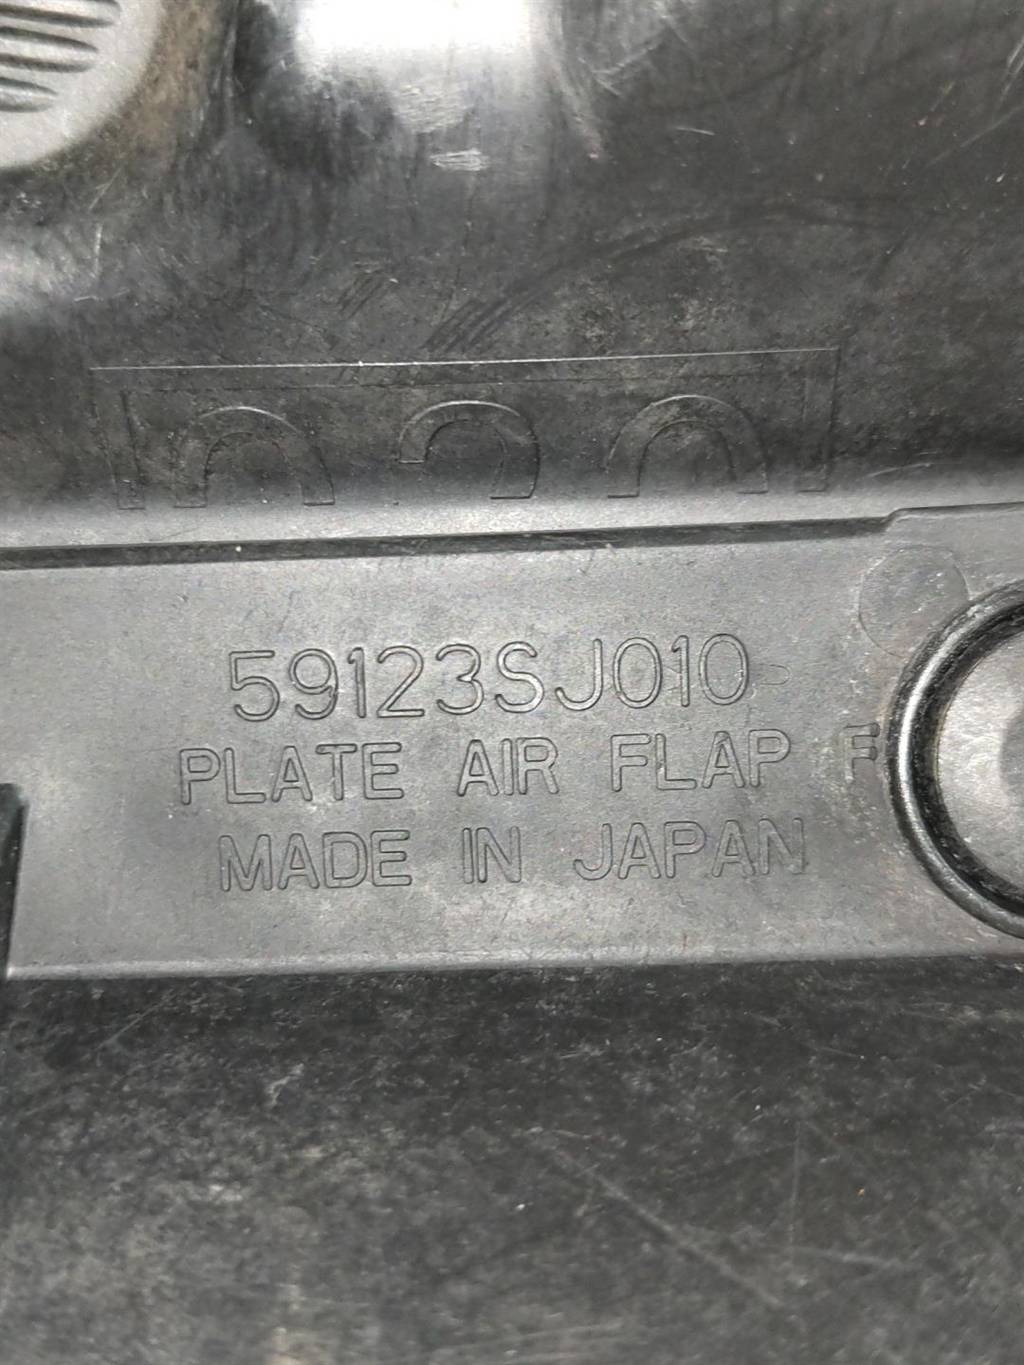 59123SJ010
PLATE AIR FLAP F
MADE IN JAPAN